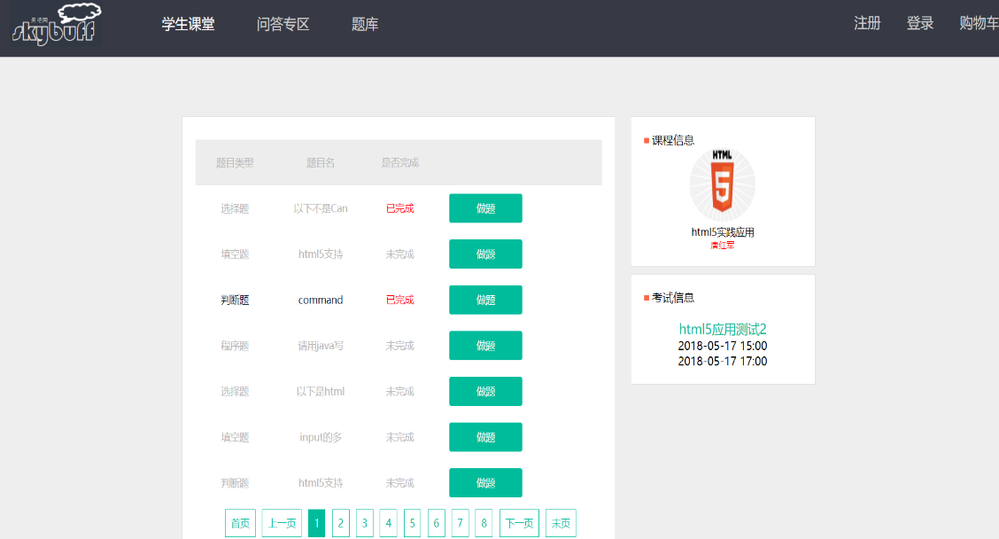 天把网
skybuff 学生课堂 问答专区 题库 注册 登录 购物车
题目类型 题目名 是否完成
选择题 以下不是Can 已完成 做题
填空题 html5支持 未完成 做题
判断题 command 已完成 做题
程序题 请用java写 未完成 做题
选择题 以下是html 未完成 做题
填空题 input的多 未完成 做题
判断题 html5支持 未完成 做题
首页 上一页 1 2 3 4 5 6 7 8 下一页 末页
课程信息
HTML
5
html5实践应用
唐红军
考试信息
html5应用测试2
2018-05-17 15:00
2018-05-17 17:00